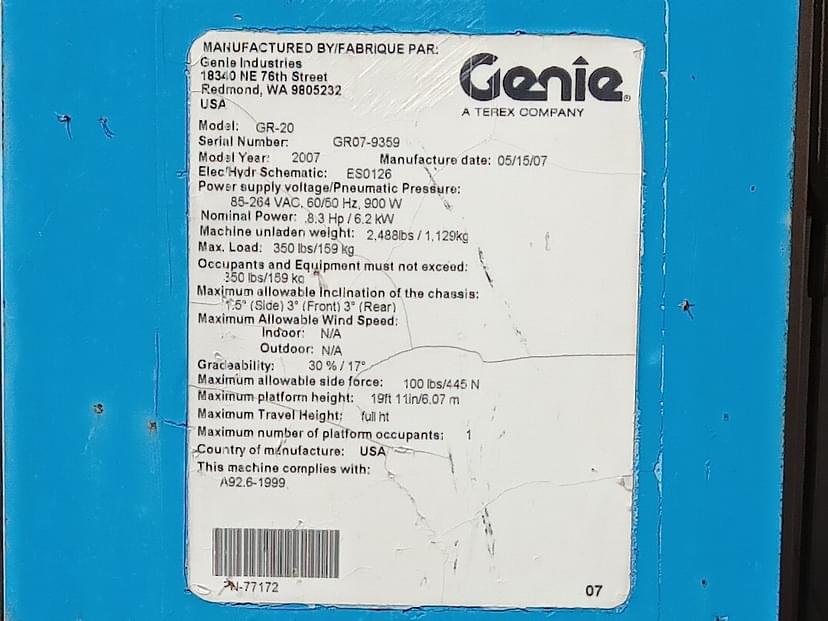 MANUFACTURED BY/FABRIQUE PAR:
Genie Industries
18340 NE 76th Street
Redmond, WA 9805232
USA
Genie®
A TEREX COMPANY
Model: GR-20
Serial Number: GR07-9359
Model Year: 2007 Manufacture date: 05/15/07
Elec/Hydr Schematic: ES0126
Power supply voltage/Pneumatic Pressure:
85-264 VAC, 60/50 Hz, 900 W
Nominal Power: 8.3 Hp / 6.2 kW
Machine unladen weight: 2,488lbs / 1,129kg
Max. Load: 350 lbs/159 kg
Occupants and Equipment must not exceed:
350 lbs/159 kg
Maximum allowable inclination of the chassis:
1.5° (Side) 3° (Front) 3° (Rear)
Maximum Allowable Wind Speed:
Indoor: N/A
Outdoor: N/A
Gradeability: 30 % / 17°
Maximum allowable side force: 100 lbs/445 N
Maximum platform height: 19ft 11in/6.07 m
Maximum Travel Height: full ht
Maximum number of platform occupants: 1
Country of manufacture: USA
This machine complies with:
A92.6-1999
PN-77172
07